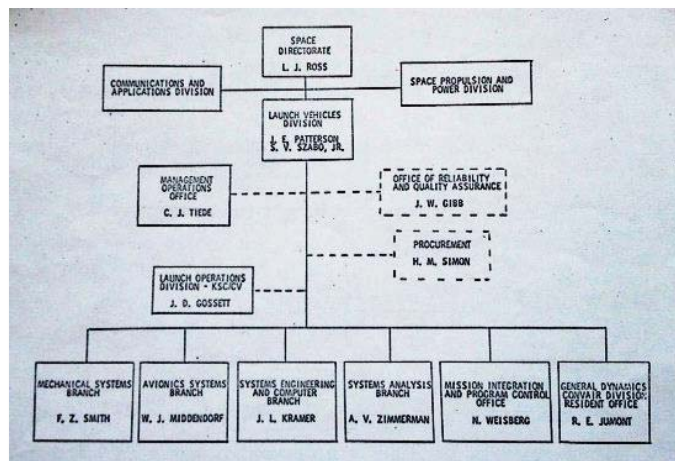 SPACE
DIRECTORATE
L. J. ROSS
COMMUNICATIONS AND
APPLICATIONS DIVISION
SPACE PROPULSION AND
POWER DIVISION
LAUNCH VEHICLES
DIVISION
J. E. PATTERSON
S. V. SZABO, JR.
MANAGEMENT
OPERATIONS
OFFICE
C. J. TIEDE
OFFICE OF RELIABILITY
AND QUALITY ASSURANCE
J. W. GIBB
PROCUREMENT
H. M. SIMON
LAUNCH OPERATIONS
DIVISION - KSC/CV
J. D. GOSSETT
MECHANICAL SYSTEMS
BRANCH
F. Z. SMITH
AVIONICS SYSTEMS
BRANCH
W. J. MIDDENDORF
SYSTEMS ENGINEERING
AND COMPUTER
BRANCH
J. L. KRAMER
SYSTEMS ANALYSIS
BRANCH
A. V. ZIMMERMAN
MISSION INTEGRATION
AND PROGRAM CONTROL
OFFICE
N. WEISBERG
GENERAL DYNAMICS
CONVAIR DIVISION
RESIDENT OFFICE
R. E. JUMONT